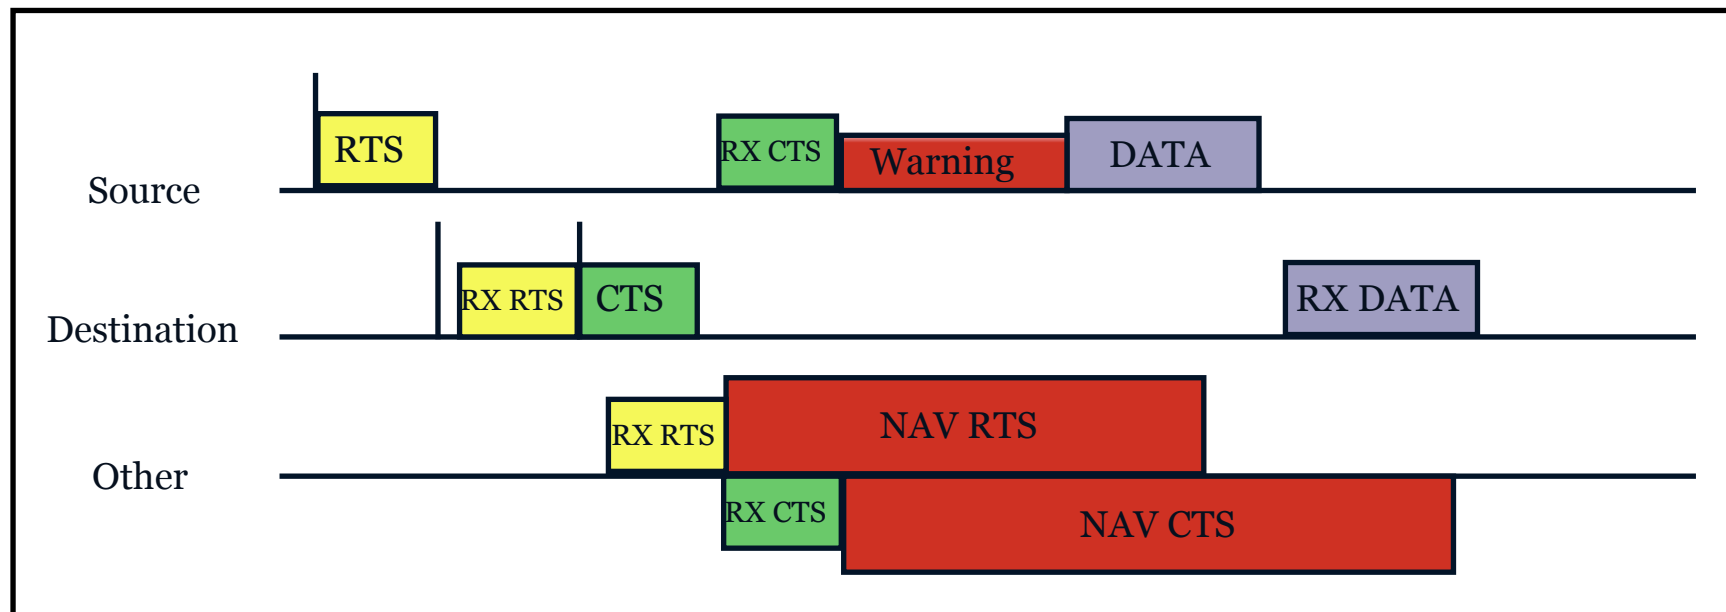 RTS
RX CTS
Warning
DATA
Source
RX RTS
CTS
RX DATA
Destination
RX RTS
NAV RTS
Other
RX CTS
NAV CTS